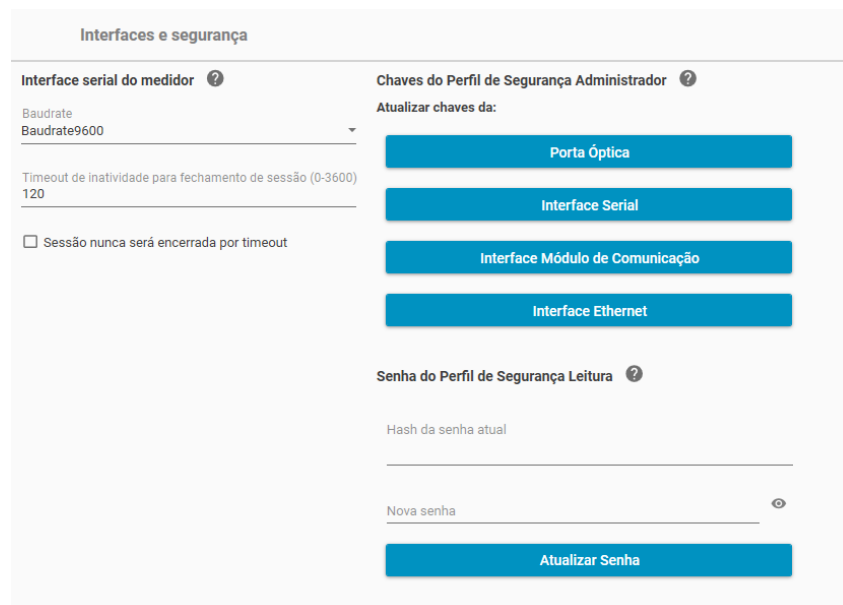 Interfaces e segurança
Interface serial do medidor
Baudrate
Baudrate9600
Timeout de inatividade para fechamento de sessão (0-3600)
120
Sessão nunca será encerrada por timeout
Chaves do Perfil de Segurança Administrador
Atualizar chaves da:
Porta Óptica
Interface Serial
Interface Módulo de Comunicação
Interface Ethernet
Senha do Perfil de Segurança Leitura
Hash da senha atual
Nova senha
Atualizar Senha